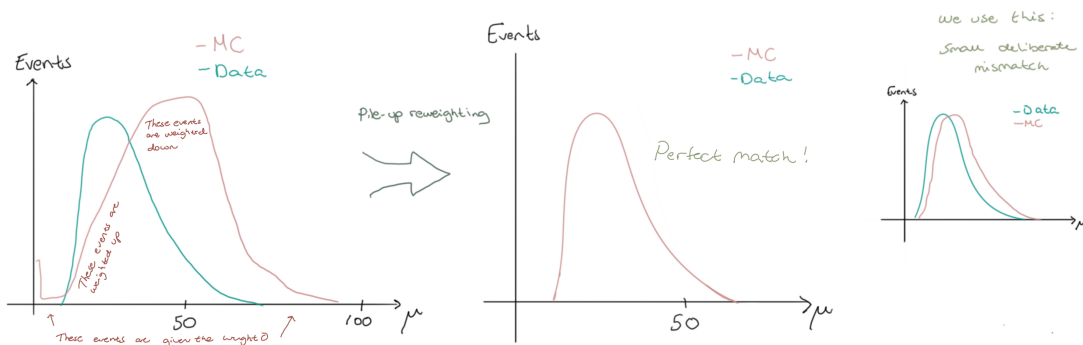 Events
- MC
- Data
These events
are weighted
down
These events are
weighted up
50
100
μ
These events are given the weight 0
Pile-up reweighting
Events
- MC
- Data
Perfect match!
50
μ
we use this:
Small deliberate
mismatch
Events
- Data
- MC
μ